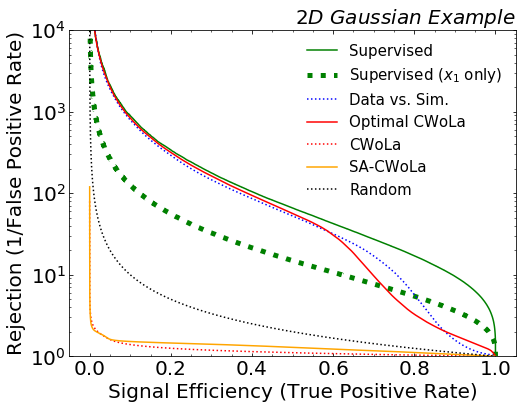 2D Gaussian Example
Rejection (1/False Positive Rate)
10^4
10^3
10^2
10^1
10^0
Supervised
Supervised (x_1 only)
Data vs. Sim.
Optimal CWoLa
CWoLa
SA-CWoLa
Random
0.0 0.2 0.4 0.6 0.8 1.0
Signal Efficiency (True Positive Rate)